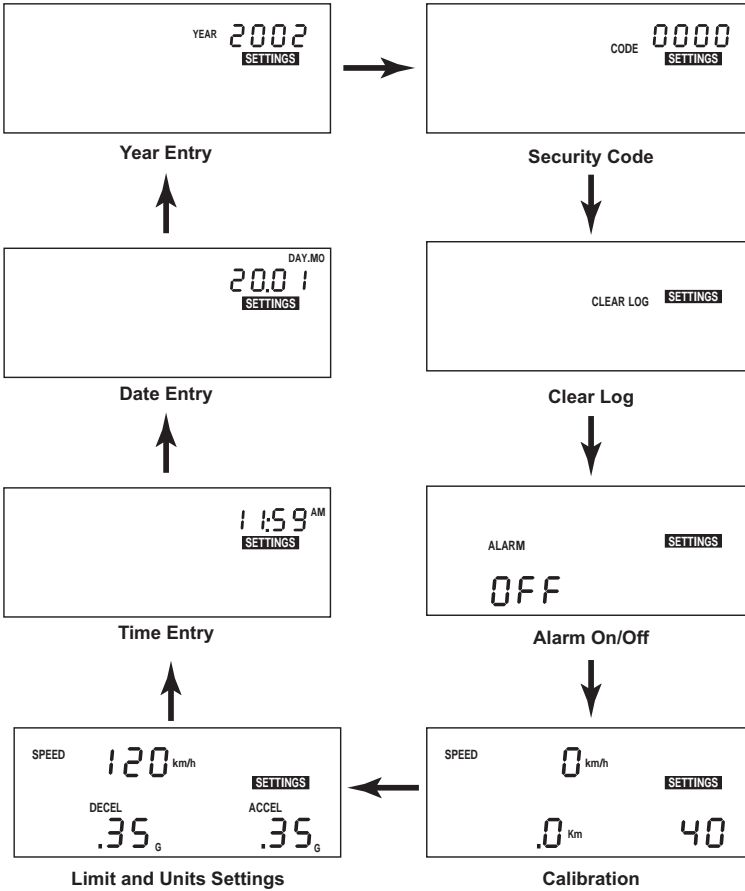 YEAR 2002
SETTINGS
Year Entry
CODE 0000
SETTINGS
Security Code
DAY.MO
20.01
SETTINGS
Date Entry
CLEAR LOG SETTINGS
Clear Log
11:59 AM
SETTINGS
Time Entry
ALARM SETTINGS
OFF
Alarm On/Off
SPEED 120 km/h
SETTINGS
DECEL ACCEL
.35 G .35 G
Limit and Units Settings
SPEED 0 km/h
SETTINGS
.0 Km 40
Calibration